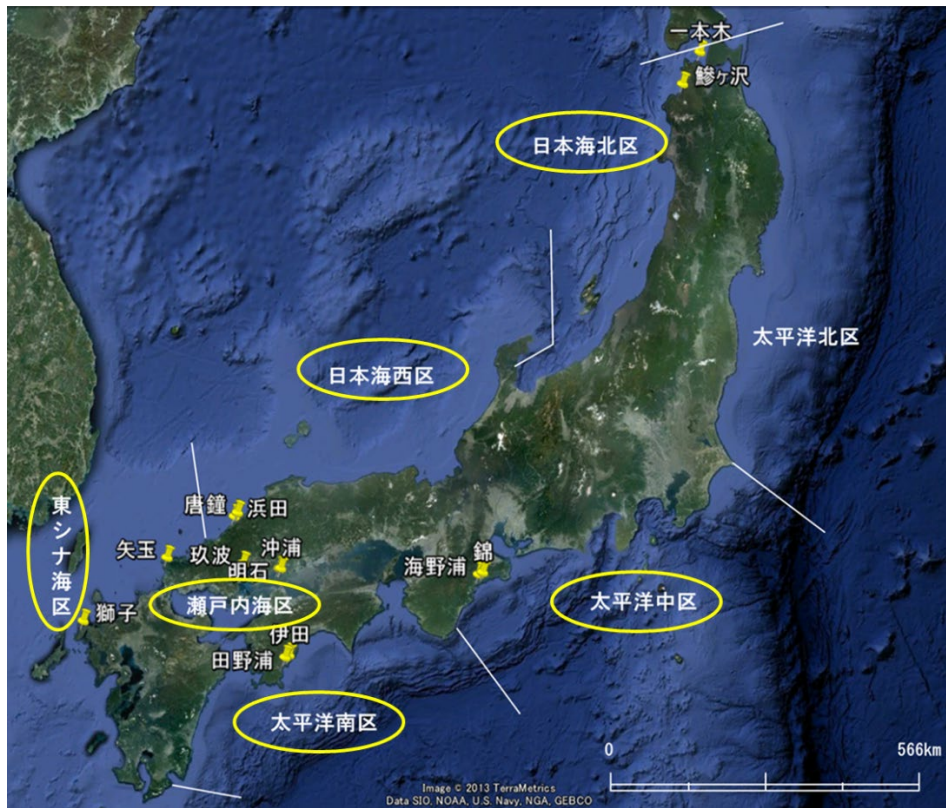 一本木
鰺ヶ沢
日本海北区
太平洋北区
日本海西区
東シナ海区
唐鐘
浜田
矢玉
玖波
明石
沖浦
海野浦
錦
瀬戸内海区
太平洋中区
獅子
伊田
田野浦
太平洋南区
0
566km
Image © 2013 TerraMetrics
Data SIO, NOAA, U.S. Navy, NGA, GEBCO